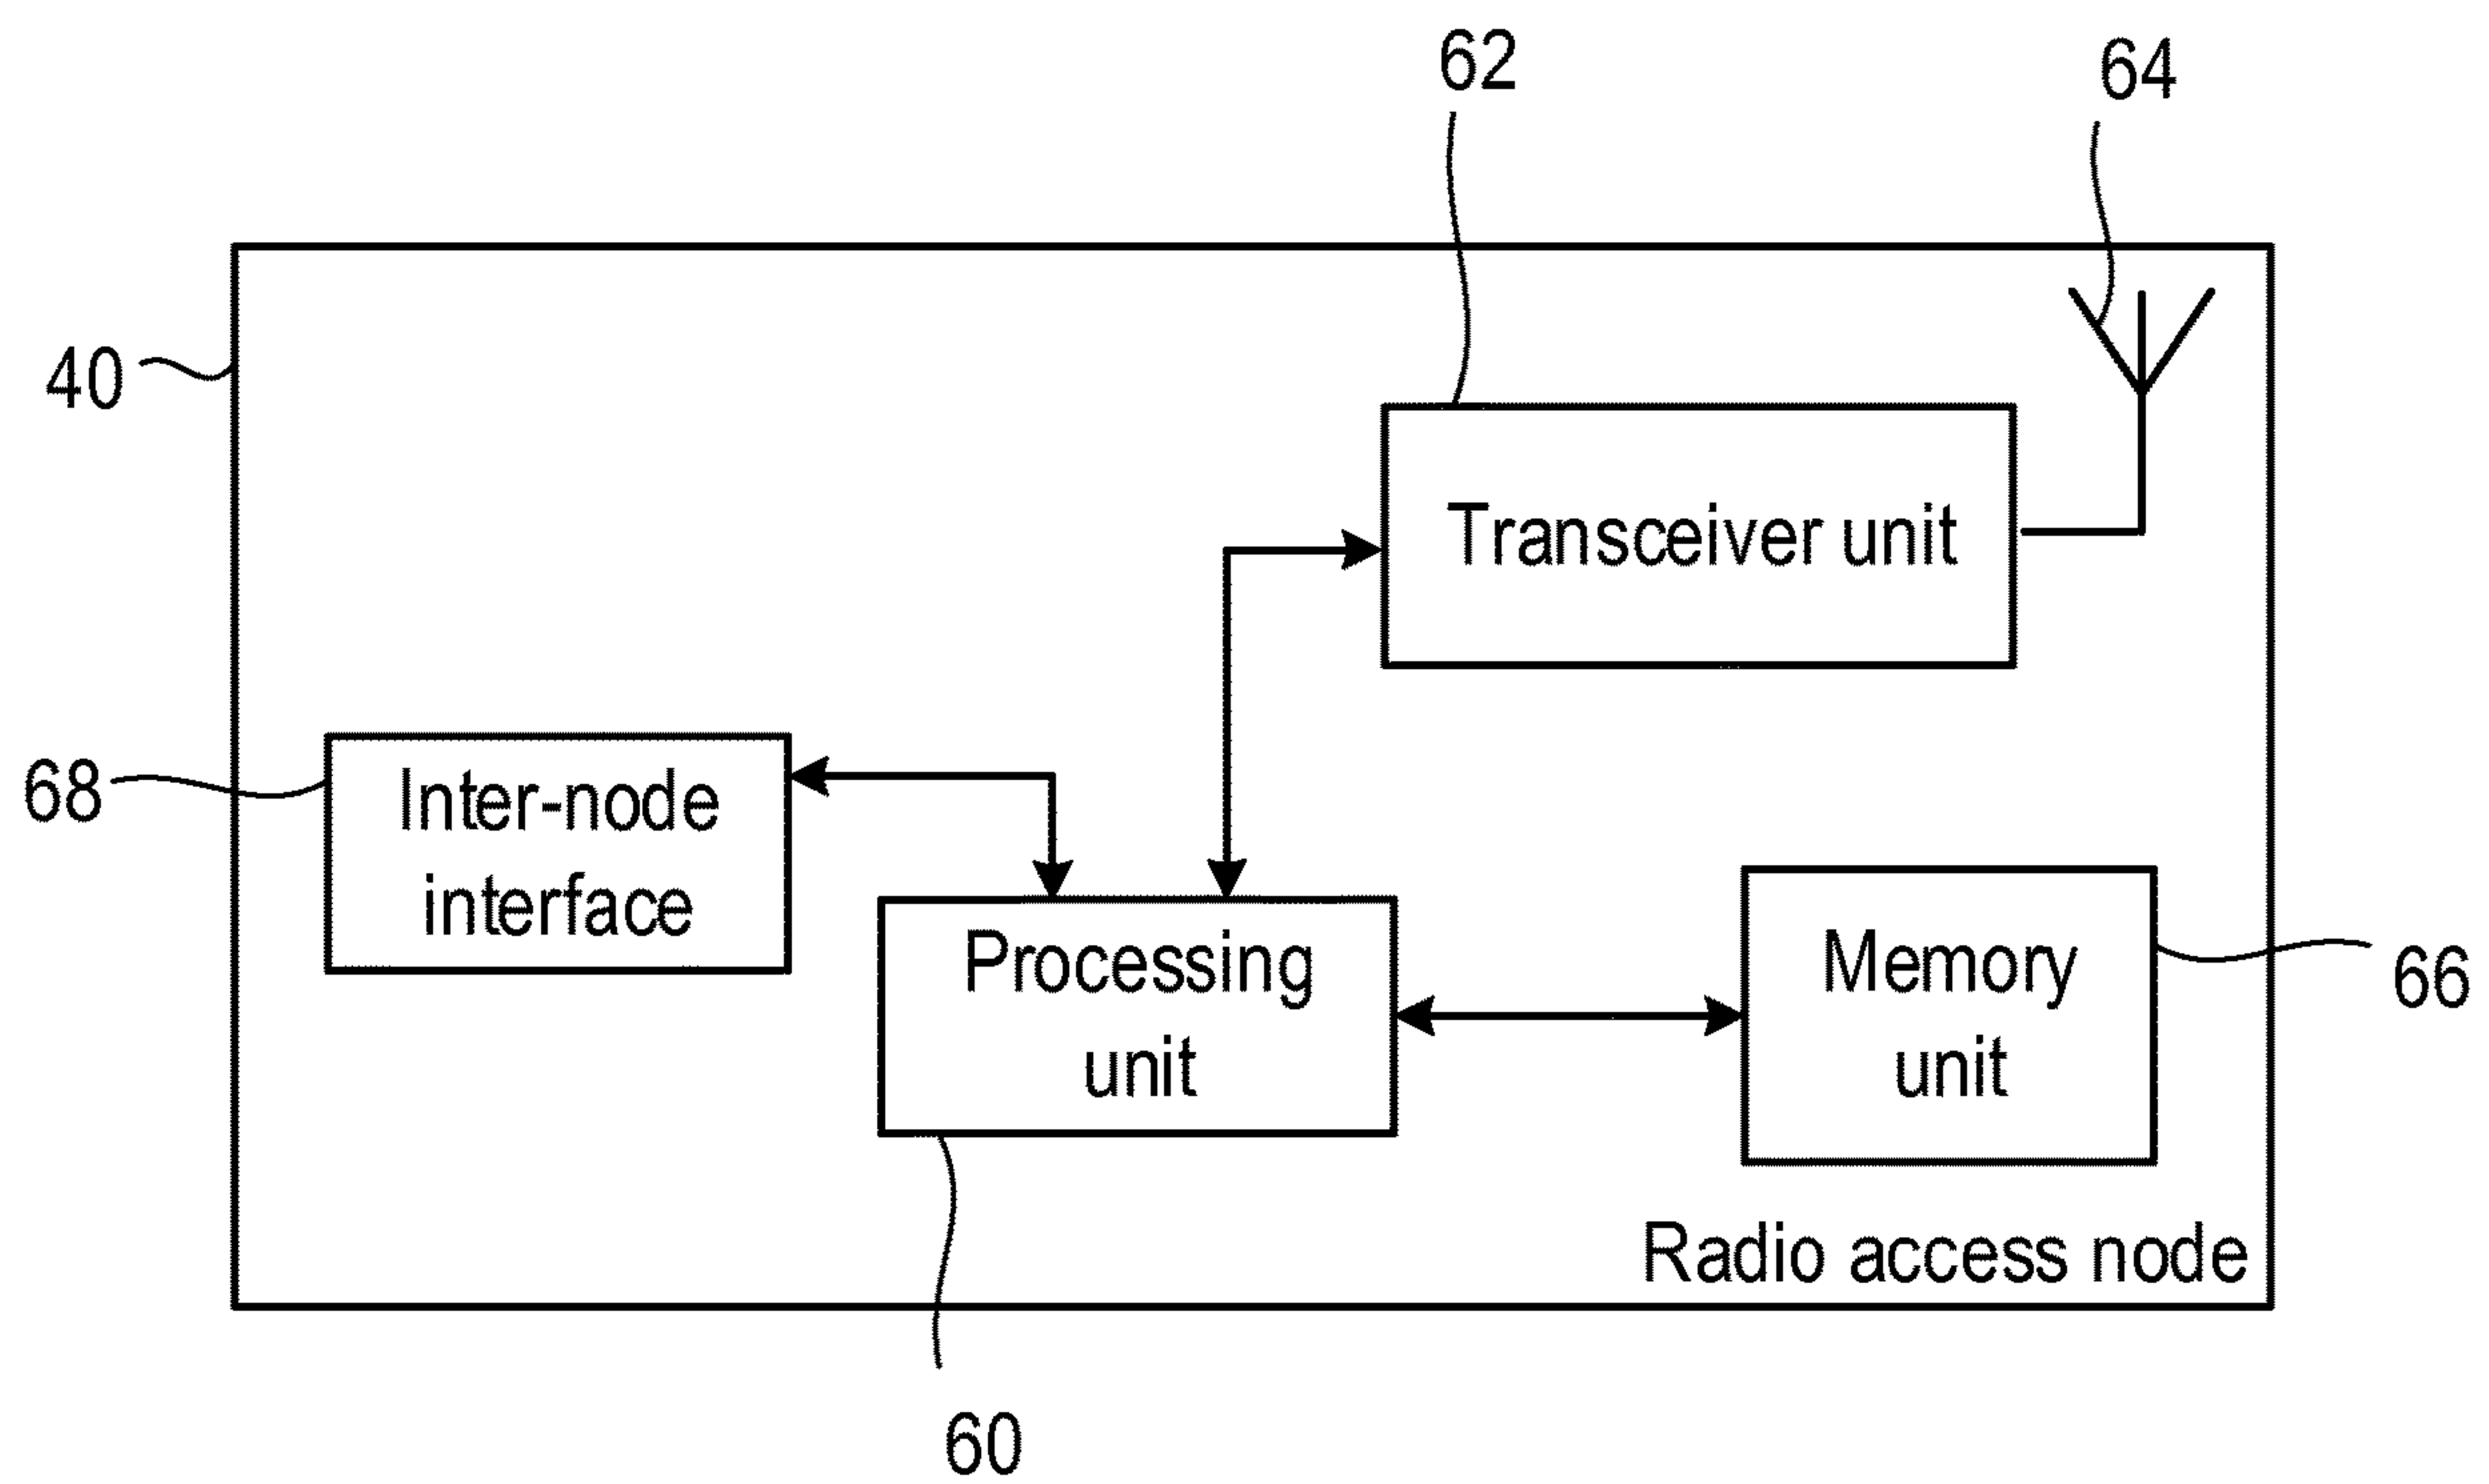 62
64
40
Transceiver unit
68
Inter-node
interface
Processing
unit
Memory
unit
66
Radio access node
60